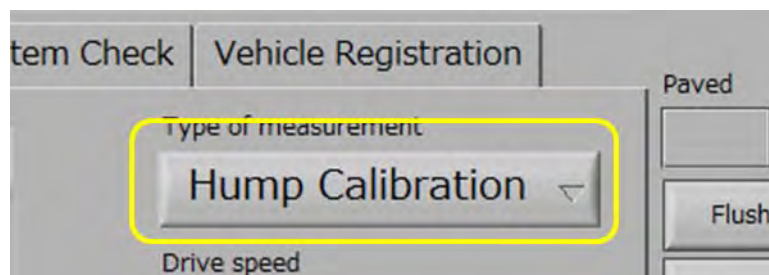 tem Check
Vehicle Registration
Paved
Type of measurement
Hump Calibration
Flush
Drive speed